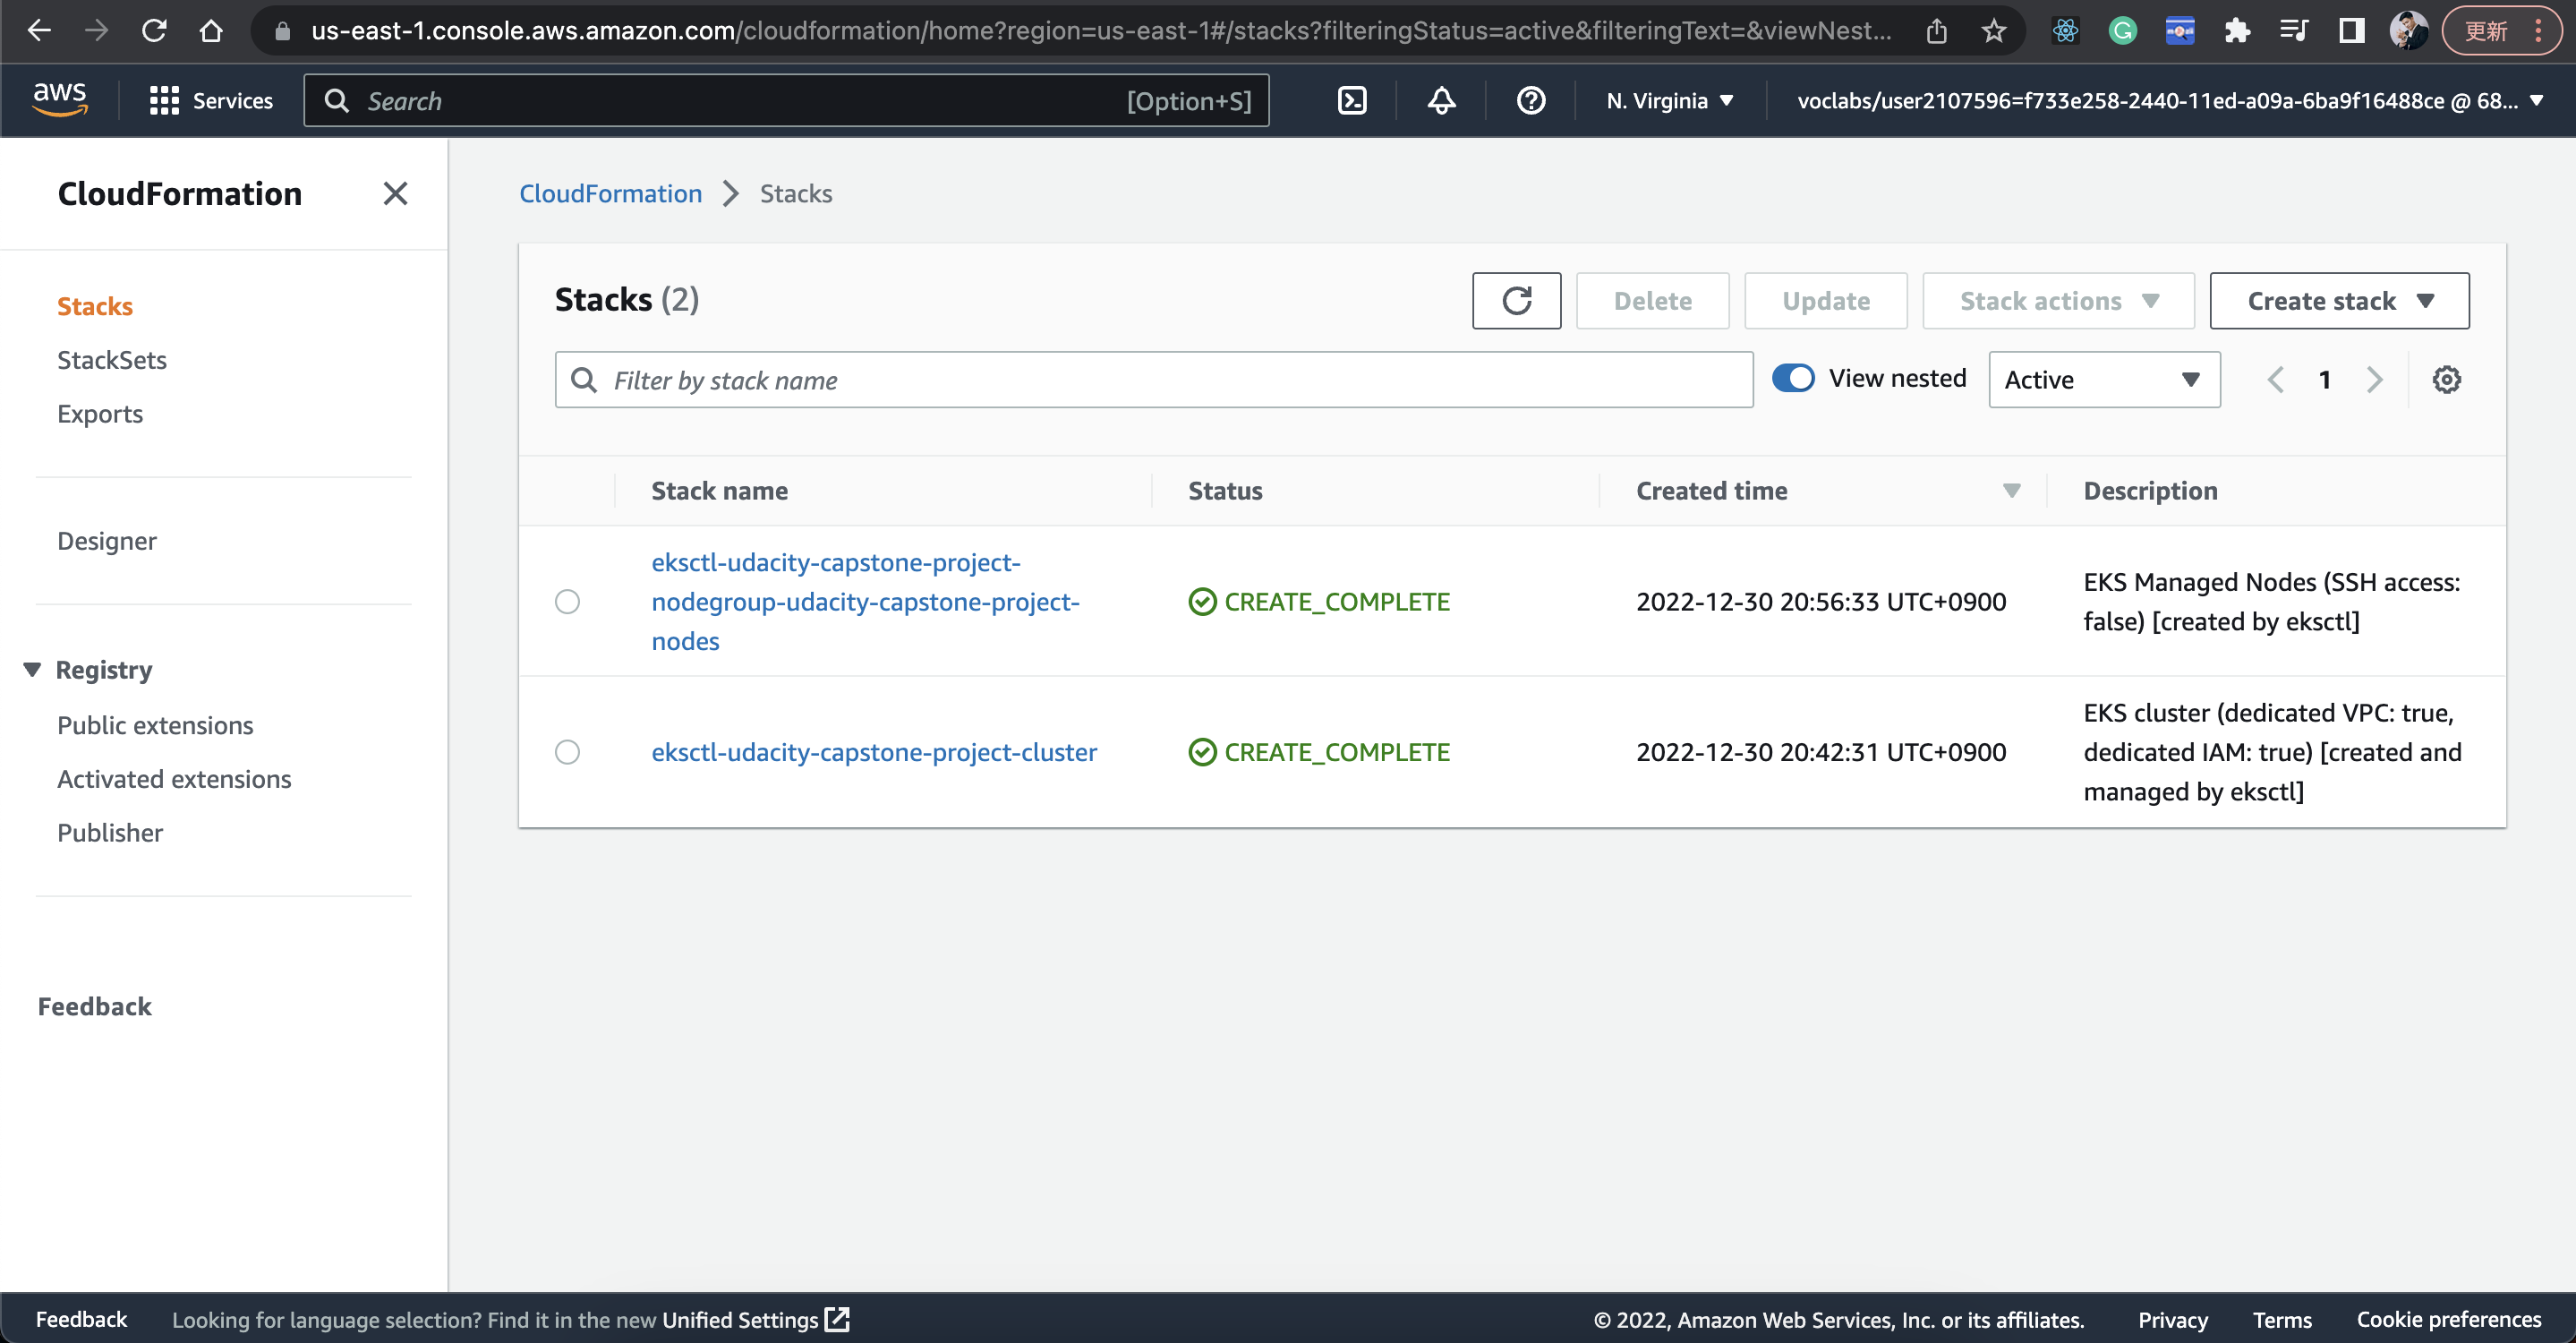 us-east-1.console.aws.amazon.com/cloudformation/home?region=us-east-1#/stacks?filteringStatus=active&filteringText=&viewNest...
更新
aws
Services
Search
[Option+S]
N. Virginia
voclabs/user2107596=f733e258-2440-11ed-a09a-6ba9f16488ce @ 68...
CloudFormation
Stacks
StackSets
Exports
Designer
Registry
Public extensions
Activated extensions
Publisher
Feedback
CloudFormation
Stacks
Stacks (2)
Delete
Update
Stack actions
Create stack
Filter by stack name
View nested
Active
1
Stack name
Status
Created time
Description
eksctl-udacity-capstone-project-
nodegroup-udacity-capstone-project-
nodes
CREATE_COMPLETE
2022-12-30 20:56:33 UTC+0900
EKS Managed Nodes (SSH access:
false) [created by eksctl]
eksctl-udacity-capstone-project-cluster
CREATE_COMPLETE
2022-12-30 20:42:31 UTC+0900
EKS cluster (dedicated VPC: true,
dedicated IAM: true) [created and
managed by eksctl]
Feedback
Looking for language selection? Find it in the new Unified Settings
© 2022, Amazon Web Services, Inc. or its affiliates.
Privacy
Terms
Cookie preferences